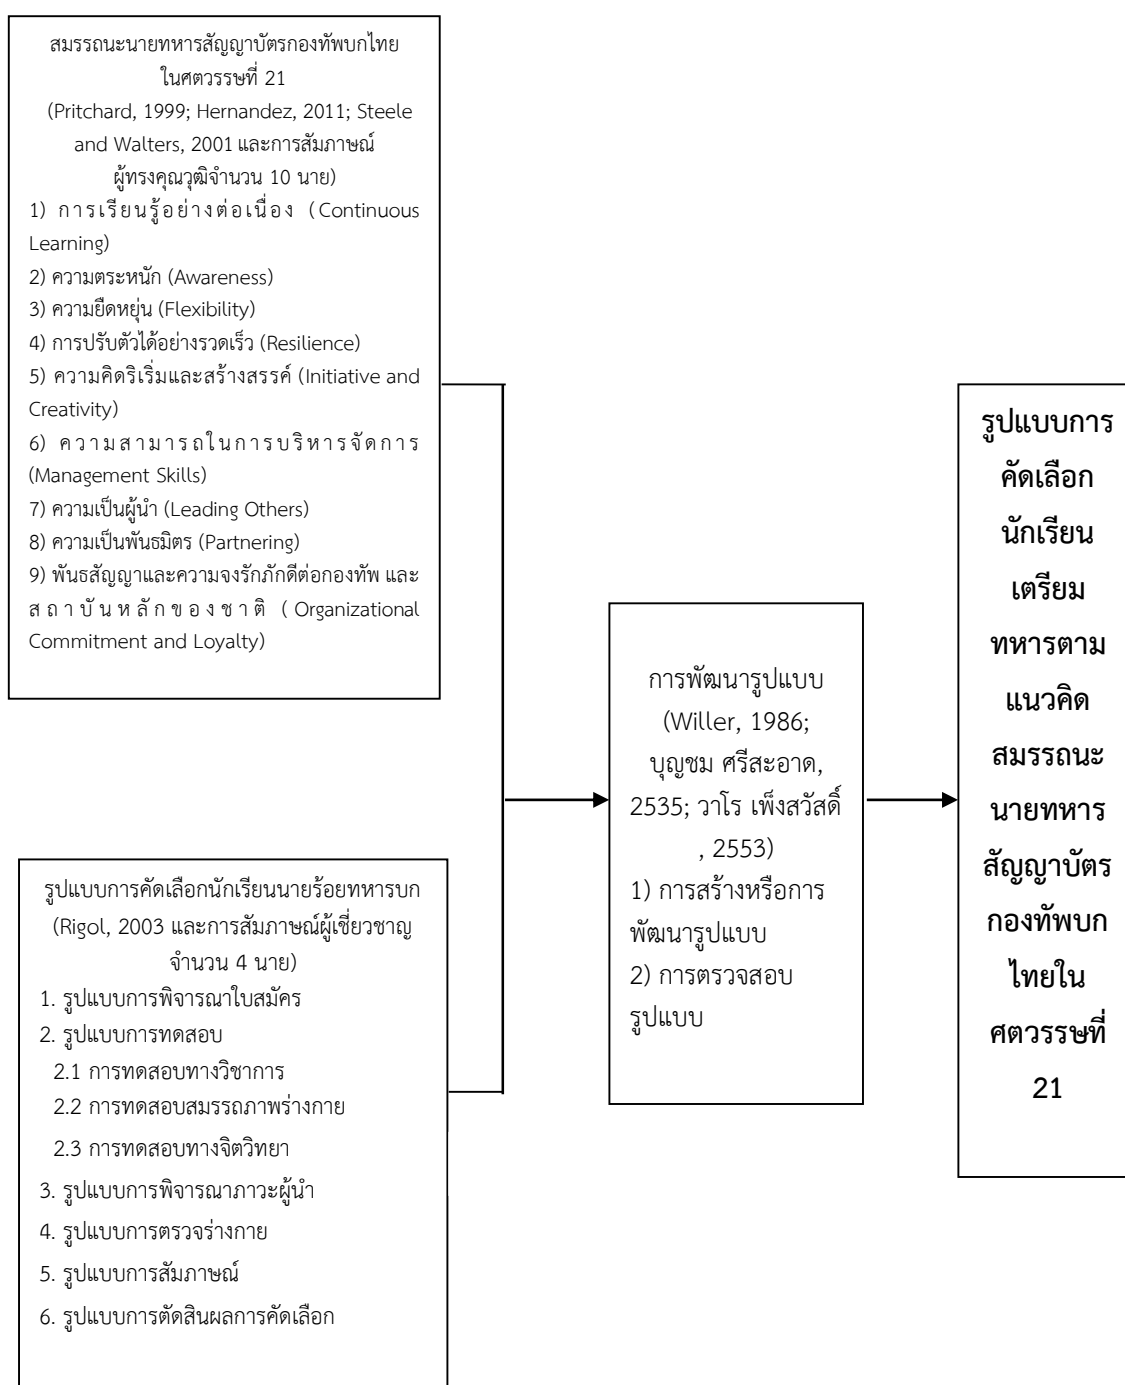 สมรรถนะนายทหารสัญญาบัตรกองทัพบกไทย
ในศตวรรษที่ 21
(Pritchard, 1999; Hernandez, 2011; Steele
and Walters, 2001 และการสัมภาษณ์
ผู้ทรงคุณวุฒิจำนวน 10 นาย)
1) การเรียนรู้อย่างต่อเนื่อง (Continuous
Learning)
2) ความตระหนัก (Awareness)
3) ความยืดหยุ่น (Flexibility)
4) การปรับตัวได้อย่างรวดเร็ว (Resilience)
5) ความคิดริเริ่มและสร้างสรรค์ (Initiative and
Creativity)
6) ความสามารถในการบริหารจัดการ
(Management Skills)
7) ความเป็นผู้นำ (Leading Others)
8) ความเป็นพันธมิตร (Partnering)
9) พันธสัญญาและความจงรักภักดีต่อกองทัพ และ
สถาบันหลักของชาติ (Organizational
Commitment and Loyalty)
รูปแบบการคัดเลือกนักเรียนนายร้อยทหารบก
(Rigol, 2003 และการสัมภาษณ์ผู้เชี่ยวชาญ
จำนวน 4 นาย)
1. รูปแบบการพิจารณาใบสมัคร
2. รูปแบบการทดสอบ
2.1 การทดสอบทางวิชาการ
2.2 การทดสอบสมรรถภาพร่างกาย
2.3 การทดสอบทางจิตวิทยา
3. รูปแบบการพิจารณาภาวะผู้นำ
4. รูปแบบการตรวจร่างกาย
5. รูปแบบการสัมภาษณ์
6. รูปแบบการตัดสินผลการคัดเลือก
การพัฒนารูปแบบ
(Willer, 1986;
บุญชม ศรีสะอาด,
2535; วาโร เพ็งสวัสดิ์
, 2553)
1) การสร้างหรือการ
พัฒนารูปแบบ
2) การตรวจสอบ
รูปแบบ
รูปแบบการ
คัดเลือก
นักเรียน
เตรียม
ทหารตาม
แนวคิด
สมรรถนะ
นายทหาร
สัญญาบัตร
กองทัพบก
ไทยใน
ศตวรรษที่
21